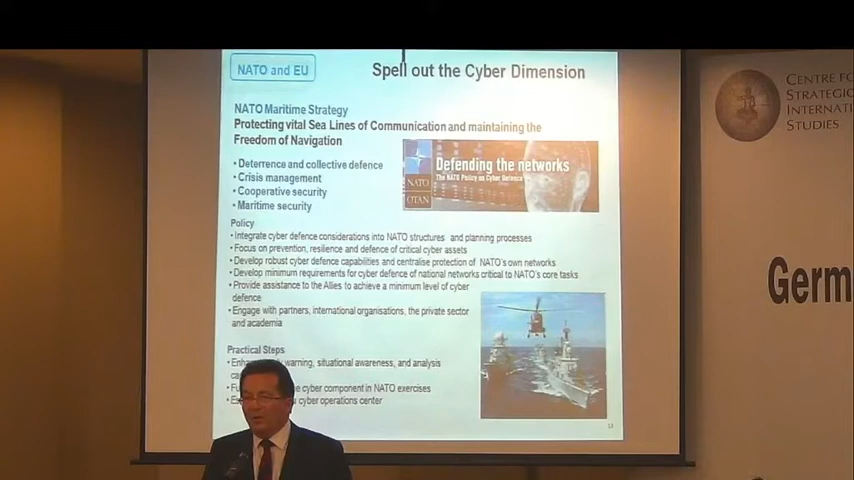 NATO and EU
Spell out the Cyber Dimension
NATO Maritime Strategy
Protecting vital Sea Lines of Communication and maintaining the
Freedom of Navigation
• Deterrence and collective defence
• Crisis management
• Cooperative security
• Maritime security
Defending the networks
The NATO Policy on Cyber Defence
NATO
OTAN
Policy
• Integrate cyber defence considerations into NATO structures and planning processes
• Focus on prevention, resilience and defence of critical cyber assets
• Develop robust cyber defence capabilities and centralise protection of NATO's own networks
• Develop minimum requirements for cyber defence of national networks critical to NATO's core tasks
• Provide assistance to the Allies to achieve a minimum level of cyber
defence
• Engage with partners, international organisations, the private sector
and academia
Practical Steps
warning, situational awareness, and analysis
cyber component in NATO exercises
cyber operations center
13
CENTRE FO
STRATEGIC
INTERNATI
STUDIES
Germ